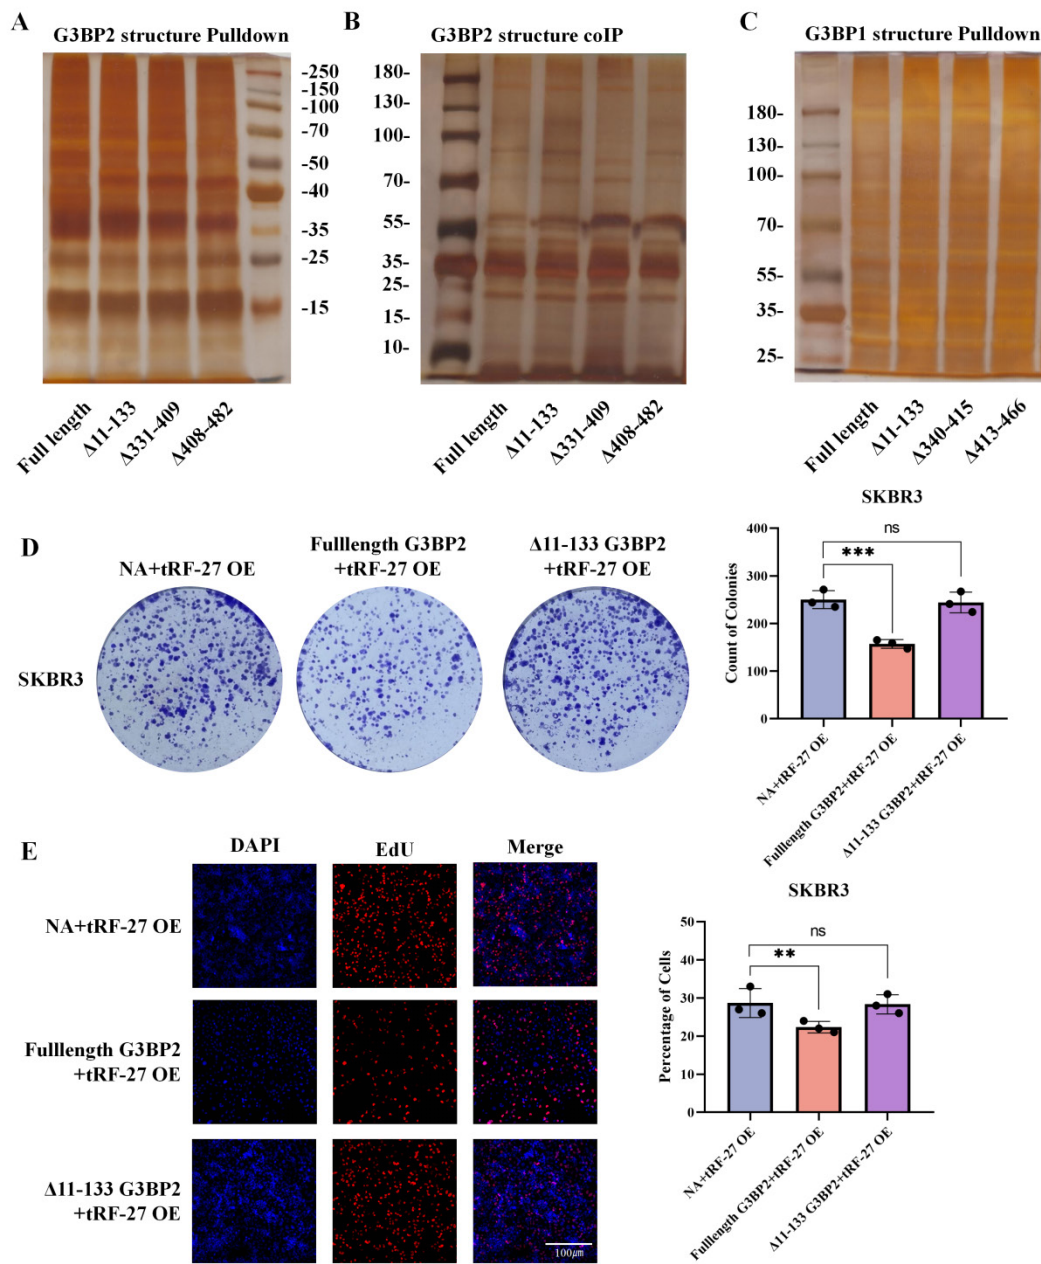 A
G3BP2 structure Pulldown
-250
-150
-100
-70
-50
-40
-35
-25
-15
Full length
Δ11-133
Δ331-409
Δ408-482
B
G3BP2 structure coIP
180-
130-
100-
70-
55-
35-
25-
15-
10-
Full length
Δ11-133
Δ331-409
Δ408-482
C
G3BP1 structure Pulldown
180-
130-
100-
70-
55-
35-
25-
Full length
Δ11-133
Δ340-415
Δ413-466
D
NA+tRF-27 OE
Fulllength G3BP2
+tRF-27 OE
Δ11-133 G3BP2
+tRF-27 OE
SKBR3
SKBR3
Count of Colonies
400
300
200
100
0
ns
***
NA+tRF-27 OE
Fulllength G3BP2+tRF-27 OE
Δ11-133 G3BP2+tRF-27 OE
E
DAPI
EdU
Merge
NA+tRF-27 OE
Fulllength G3BP2
+tRF-27 OE
Δ11-133 G3BP2
+tRF-27 OE
100μm
SKBR3
Percentage of Cells
50
40
30
20
10
0
ns
**
NA+tRF-27 OE
Fulllength G3BP2+tRF-27 OE
Δ11-133 G3BP2+tRF-27 OE